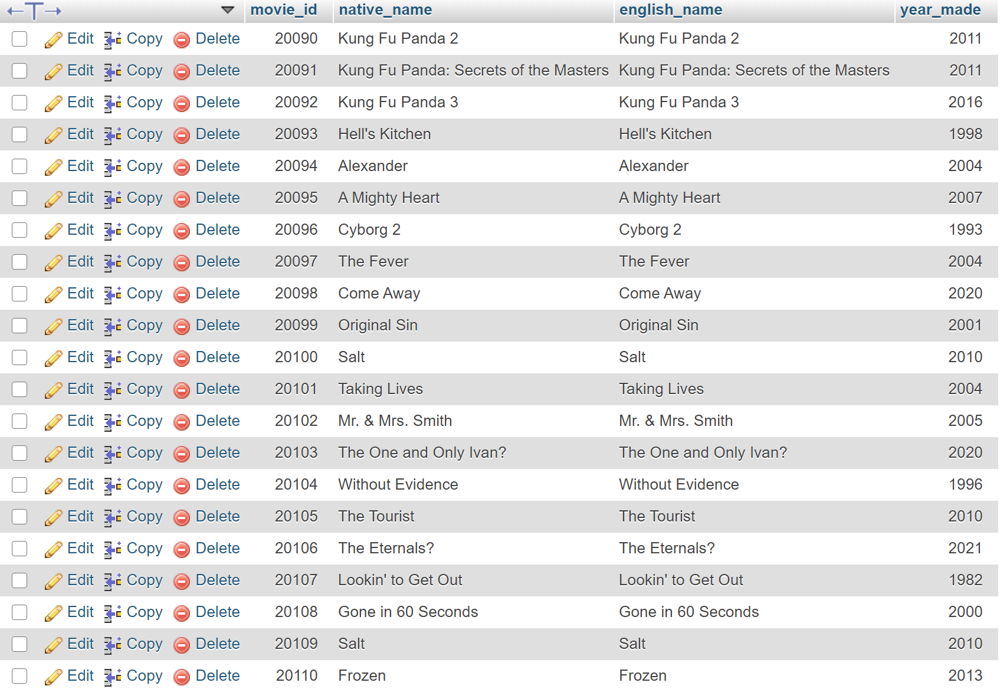 movie_id native_name english_name year_made
Edit Copy Delete 20090 Kung Fu Panda 2 Kung Fu Panda 2 2011
Edit Copy Delete 20091 Kung Fu Panda: Secrets of the Masters Kung Fu Panda: Secrets of the Masters 2011
Edit Copy Delete 20092 Kung Fu Panda 3 Kung Fu Panda 3 2016
Edit Copy Delete 20093 Hell's Kitchen Hell's Kitchen 1998
Edit Copy Delete 20094 Alexander Alexander 2004
Edit Copy Delete 20095 A Mighty Heart A Mighty Heart 2007
Edit Copy Delete 20096 Cyborg 2 Cyborg 2 1993
Edit Copy Delete 20097 The Fever The Fever 2004
Edit Copy Delete 20098 Come Away Come Away 2020
Edit Copy Delete 20099 Original Sin Original Sin 2001
Edit Copy Delete 20100 Salt Salt 2010
Edit Copy Delete 20101 Taking Lives Taking Lives 2004
Edit Copy Delete 20102 Mr. & Mrs. Smith Mr. & Mrs. Smith 2005
Edit Copy Delete 20103 The One and Only Ivan? The One and Only Ivan? 2020
Edit Copy Delete 20104 Without Evidence Without Evidence 1996
Edit Copy Delete 20105 The Tourist The Tourist 2010
Edit Copy Delete 20106 The Eternals? The Eternals? 2021
Edit Copy Delete 20107 Lookin' to Get Out Lookin' to Get Out 1982
Edit Copy Delete 20108 Gone in 60 Seconds Gone in 60 Seconds 2000
Edit Copy Delete 20109 Salt Salt 2010
Edit Copy Delete 20110 Frozen Frozen 2013